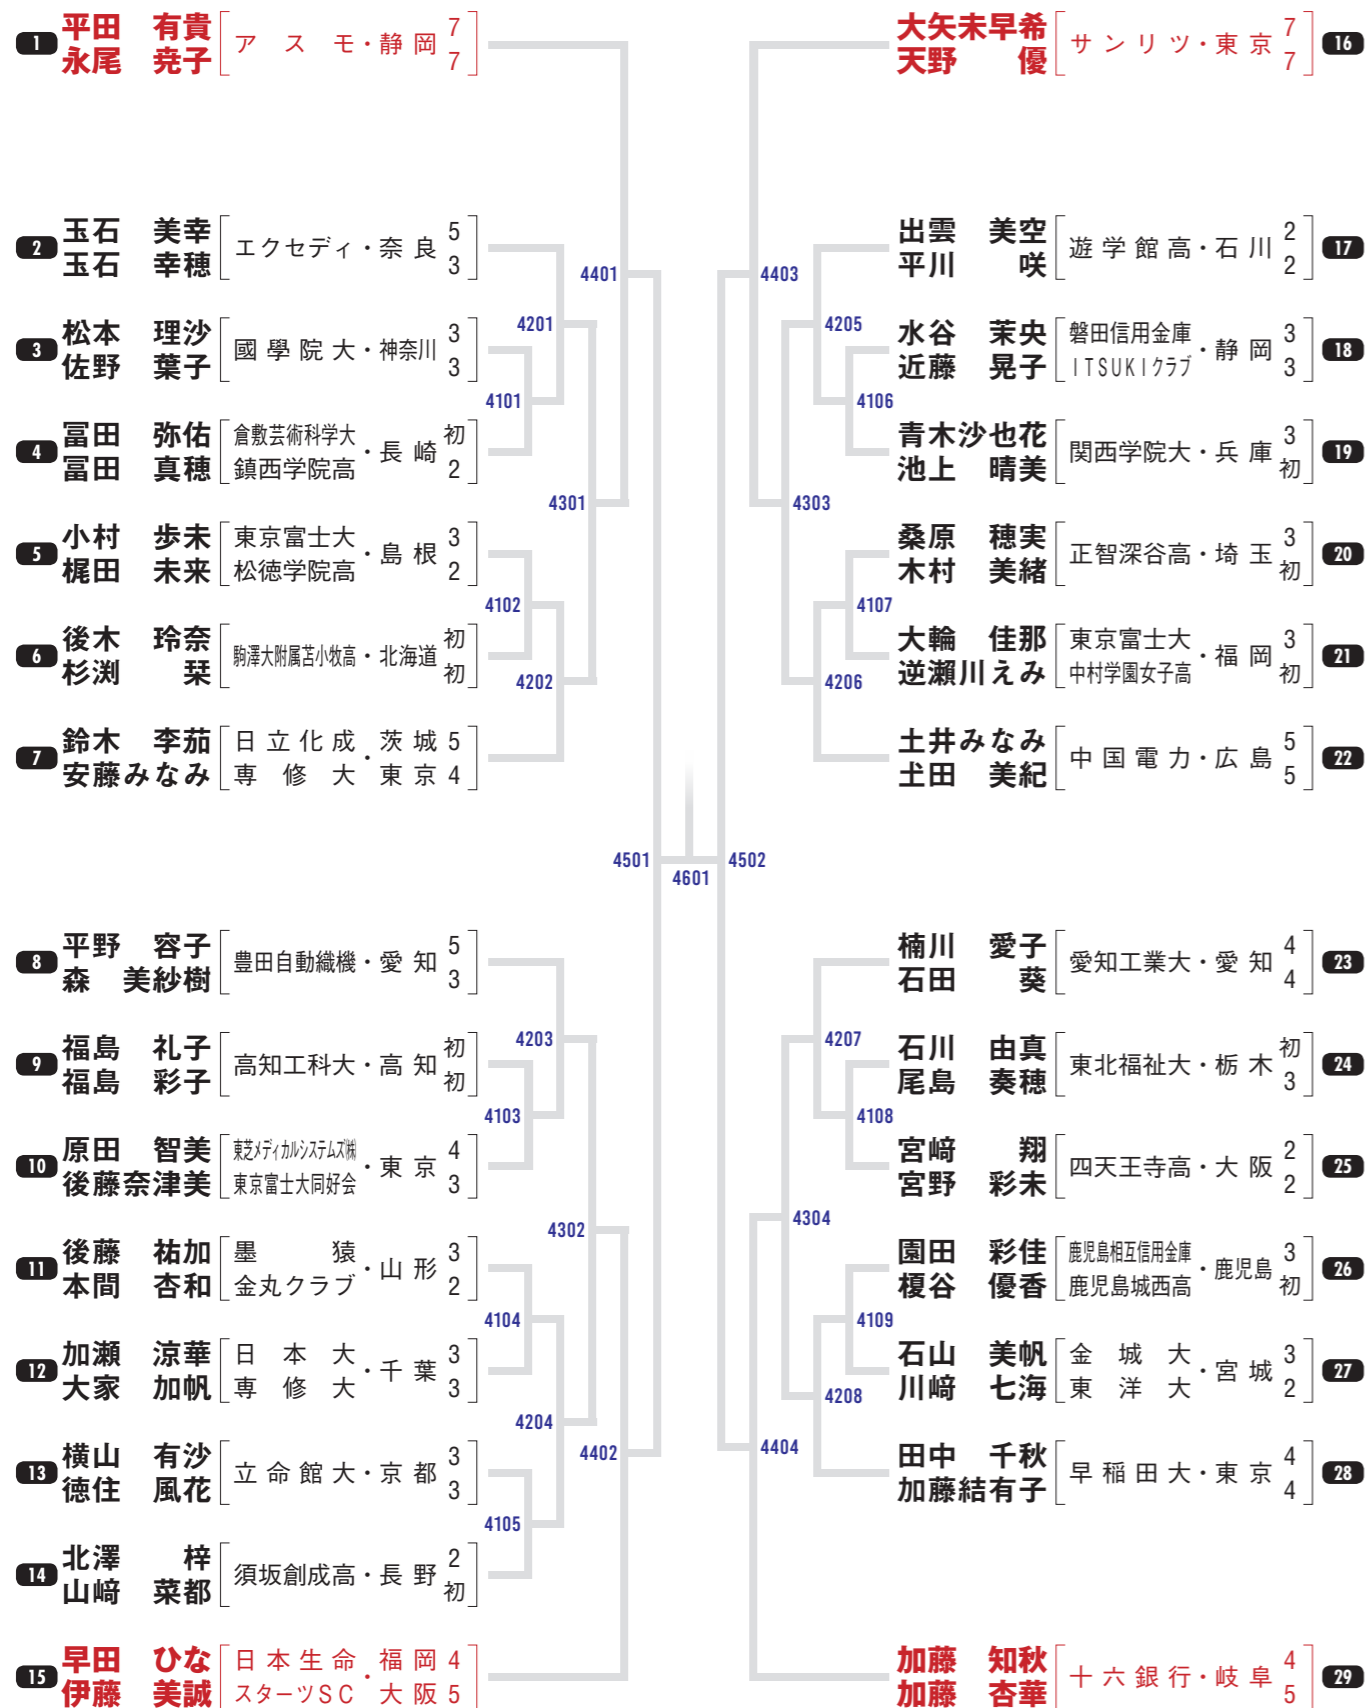 1 平田 有貴 アスモ・静岡 7
永尾 尭子 7
2 玉石 美幸 エクセディ・奈良 5
玉石 幸穂 3
3 松本 理沙 國學院大・神奈川 3
佐野 葉子 3
4 冨田 弥佑 倉敷芸術科学大・長崎 初
冨田 真穂 鎮西学院高 2
5 小村 歩未 東京富士大・島根 3
梶田 未来 松徳学院高 2
6 後木 玲奈 駒澤大附属苫小牧高・北海道 初
杉渕 栞 初
7 鈴木 李茄 日立化成・茨城 5
安藤みなみ 専修大 東京 4
8 平野 容子 豊田自動織機・愛知 5
森 美紗樹 3
9 福島 礼子 高知工科大・高知 初
福島 彩子 初
10 原田 智美 東芝メディカルシステムズ㈱・東京 4
後藤奈津美 東京富士大同好会 3
11 後藤 祐加 墨猿・山形 3
本間 杏和 金丸クラブ 2
12 加瀬 涼華 日本大・千葉 3
大家 加帆 専修大 3
13 横山 有沙 立命館大・京都 3
徳住 風花 3
14 北澤 梓 須坂創成高・長野 2
山﨑 菜都 初
15 早田 ひな 日本生命・福岡 4
伊藤 美誠 スターツSC 大阪 5
4101
4102
4103
4104
4105
4201
4202
4203
4204
4301
4302
4401
4402
4501
4601
4502
4403
4404
4303
4304
4205
4206
4207
4208
4106
4107
4108
4109
大矢未早希 サンリツ・東京 7 16
天野 優 7
出雲 美空 遊学館高・石川 2 17
平川 咲 2
水谷 茉央 磐田信用金庫・静岡 3 18
近藤 晃子 ITSUKIクラブ 3
青木沙也花 関西学院大・兵庫 3 19
池上 晴美 初
桑原 穂実 正智深谷高・埼玉 3 20
木村 美緒 初
大輪 佳那 東京富士大・福岡 3 21
逆瀬川えみ 中村学園女子高 初
土井みなみ 中国電力・広島 5 22
𡈽田 美紀 5
楠川 愛子 愛知工業大・愛知 4 23
石田 葵 4
石川 由真 東北福祉大・栃木 初 24
尾島 奏穂 3
宮﨑 翔 四天王寺高・大阪 2 25
宮野 彩未 2
園田 彩佳 鹿児島相互信用金庫・鹿児島 3 26
榎谷 優香 鹿児島城西高 初
石山 美帆 金城大・宮城 3 27
川﨑 七海 東洋大 2
田中 千秋 早稲田大・東京 4 28
加藤結有子 4
加藤 知秋 十六銀行・岐阜 4 29
加藤 杏華 5